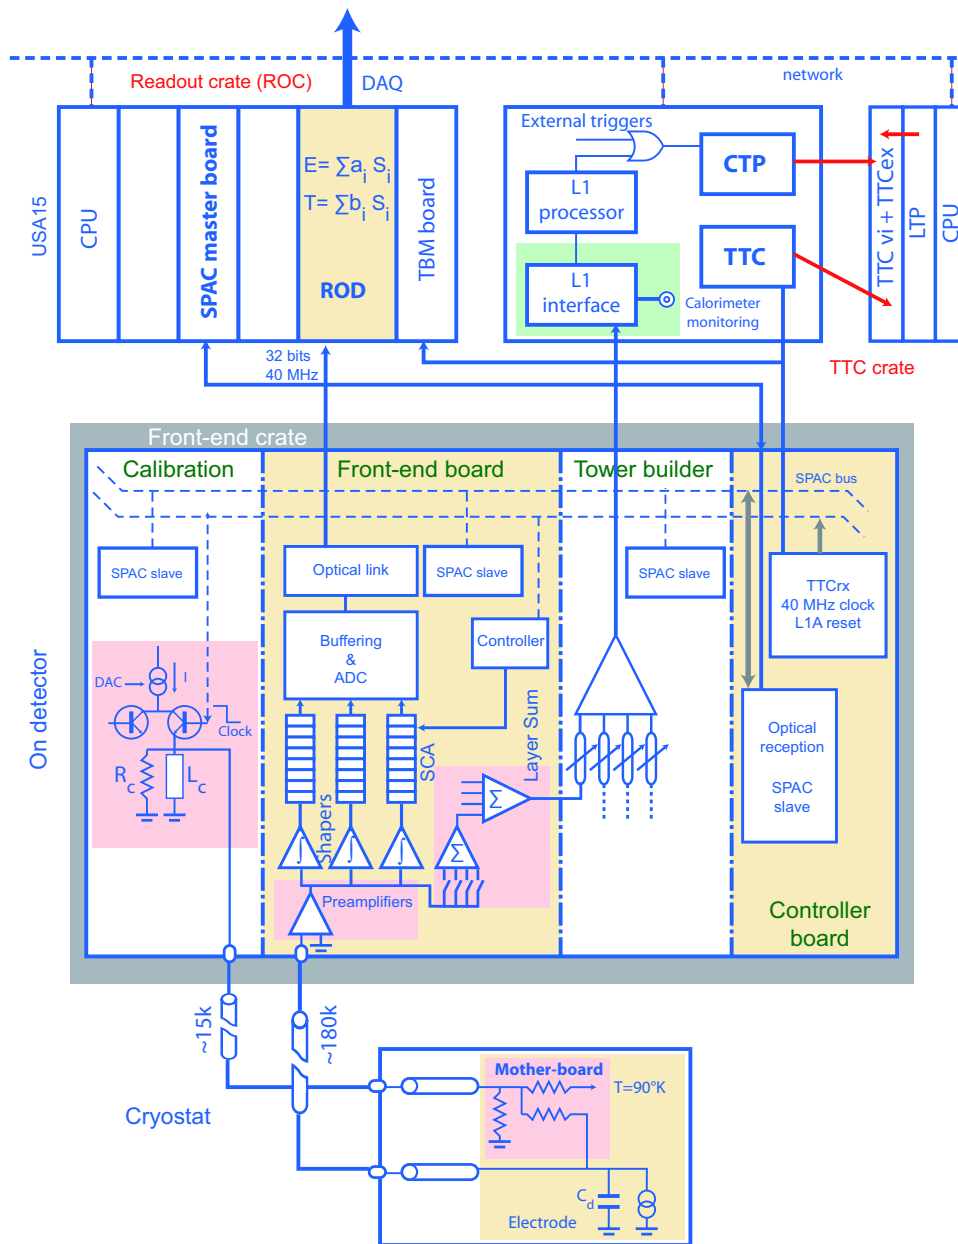 Readout crate (ROC)
DAQ
network
USA15
CPU
SPAC master board
E= ∑a_i S_i
T= ∑b_i S_i
ROD
TBM board
External triggers
L1
processor
L1
interface
CTP
TTC
Calorimeter
monitoring
TTC vi + TTCex
LTP
CPU
TTC crate
32 bits
40 MHz
Front-end crate
Calibration
Front-end board
Tower builder
SPAC bus
SPAC slave
Optical link
SPAC slave
SPAC slave
TTCrx
40 MHz clock
L1A reset
Buffering
&
ADC
Controller
On detector
DAC
I
Clock
R_c
L_c
Shapers
SCA
Layer Sum
∑
∑
∫
∫
∫
Optical
reception
SPAC
slave
Preamplifiers
Controller
board
~15k
~180k
Cryostat
Mother-board
T=90°K
C_d
Electrode